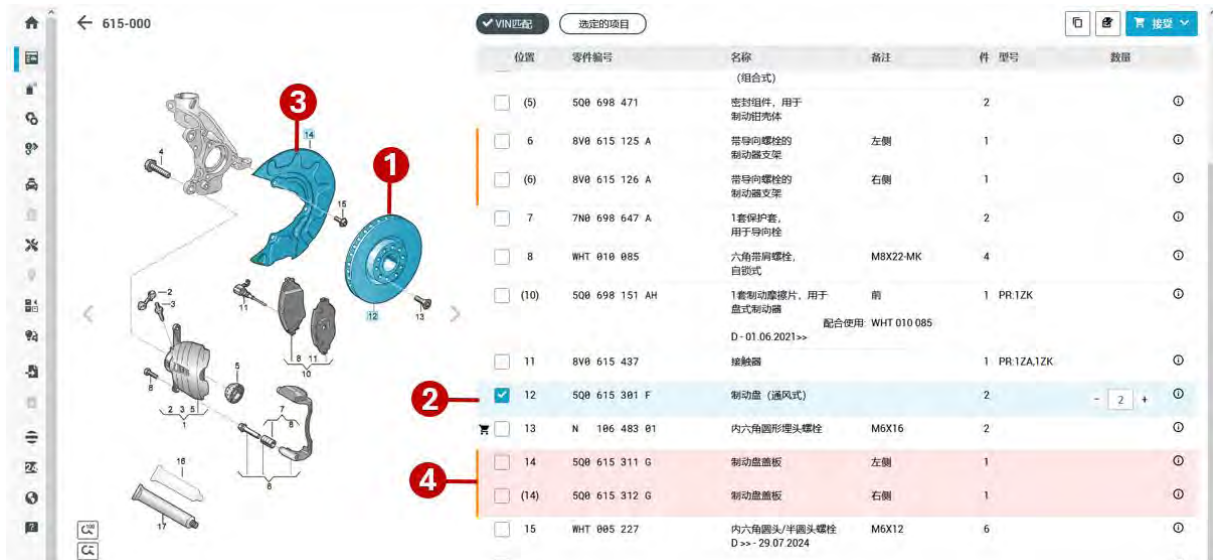 615-000
VIN匹配
选定的项目
接受
位置 零件编号 名称 备注 件 型号 数量
(组合式)
(5) 5Q0 698 471 密封组件,用于 2
制动钳壳体
6 8V0 615 125 A 带导向螺栓的 左侧 1
制动器支架
(6) 8V0 615 126 A 带导向螺栓的 右侧 1
制动器支架
7 7N0 698 647 A 1套保护套, 2
用于导向栓
8 WHT 010 085 六角带肩螺栓, M8X22-MK 4
自锁式
(10) 5Q0 698 151 AH 1套制动摩擦片,用于 前 1 PR:1ZK
盘式制动器
配合使用: WHT 010 085
D - 01.06.2021>>
11 8V0 615 437 接触器 1 PR:1ZA,1ZK
12 5Q0 615 301 F 制动盘(通风式) 2 - 2 +
13 N 106 483 01 内六角圆形埋头螺栓 M6X16 2
14 5Q0 615 311 G 制动盘盖板 左侧 1
(14) 5Q0 615 312 G 制动盘盖板 右侧 1
15 WHT 005 227 内六角圆头/半圆头螺栓 M6X12 6
D >> - 29.07.2024
3
14
4
1
15
2
3
11
12
13
8 11
10
5
8
2 3 5
1
7
8
6
16
17
2
4